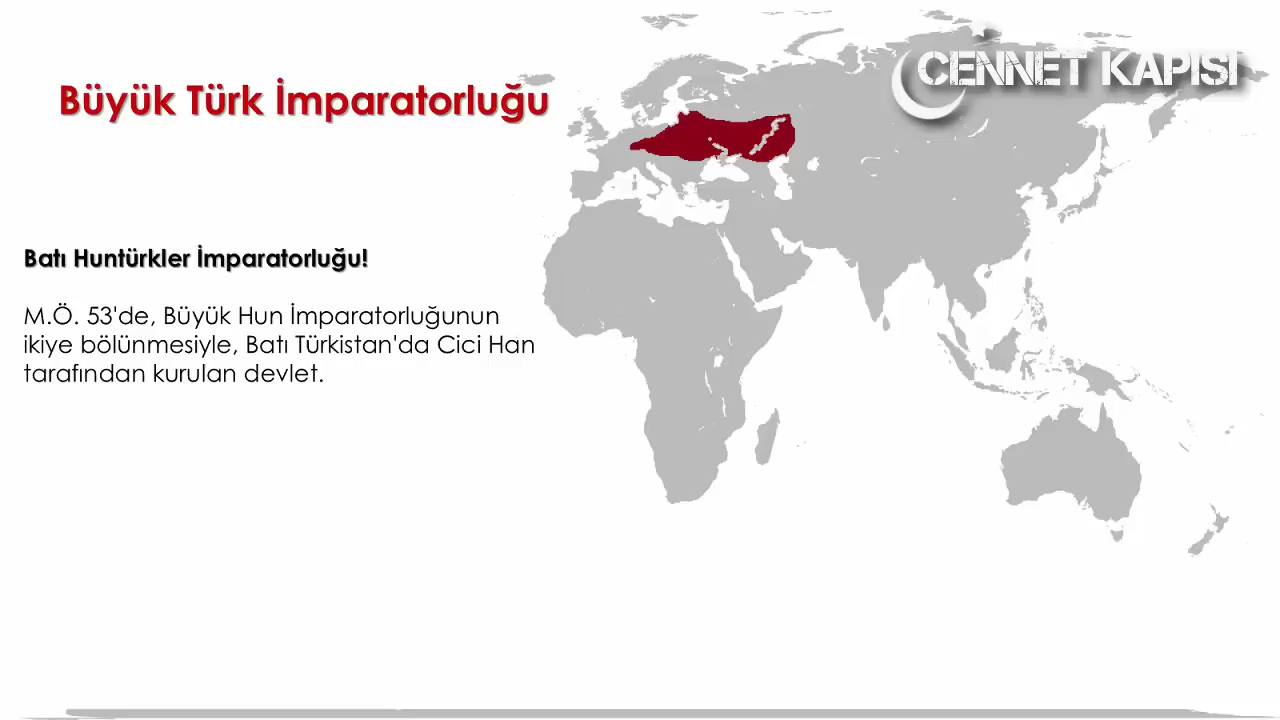 CENNET KAPISI
Büyük Türk İmparatorluğu
Batı Huntürkler İmparatorluğu!
M.Ö. 53'de, Büyük Hun İmparatorluğunun
ikiye bölünmesiyle, Batı Türkistan'da Cici Han
tarafından kurulan devlet.